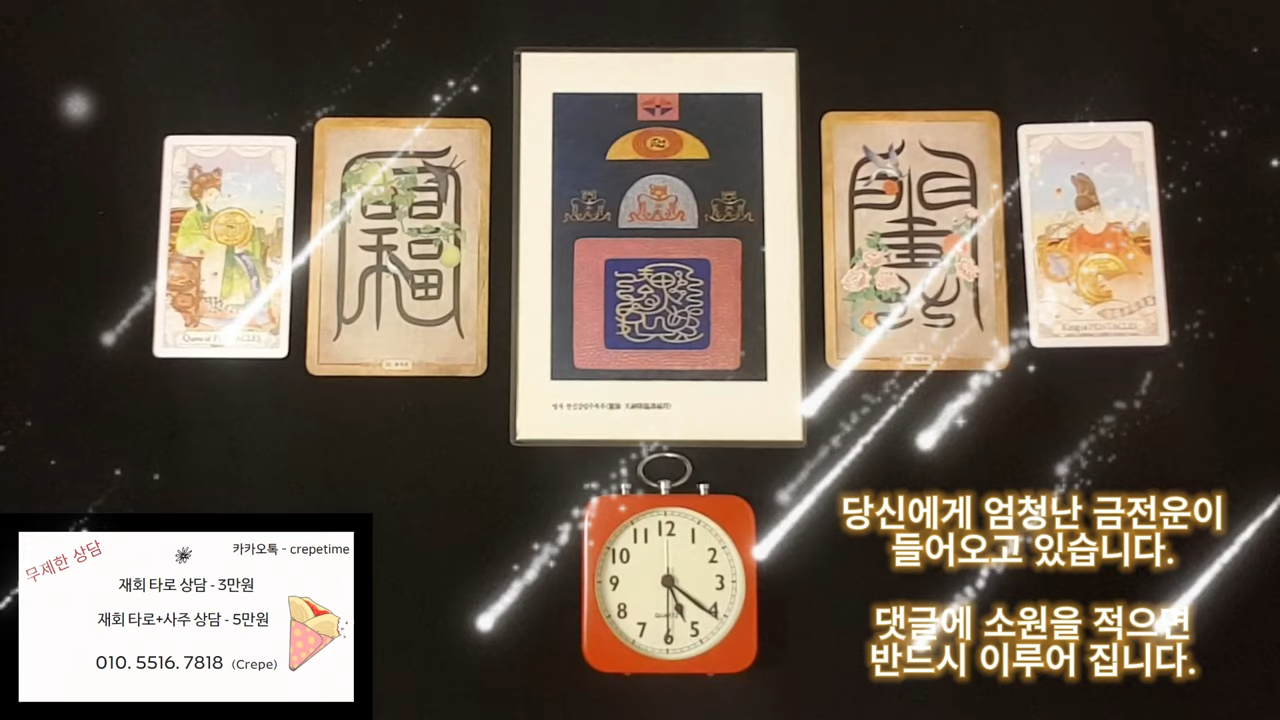 Queen of PENTACLES
King of PENTACLES
12
1
2
3
4
5
6
7
8
9
10
11
QUARTZ
당신에게 엄청난 금전운이
들어오고 있습니다.
댓글에 소원을 적으면
반드시 이루어 집니다.
무제한 상담
카카오톡 - crepetime
재회 타로 상담 - 3만원
재회 타로+사주 상담 - 5만원
010. 5516. 7818 (Crepe)